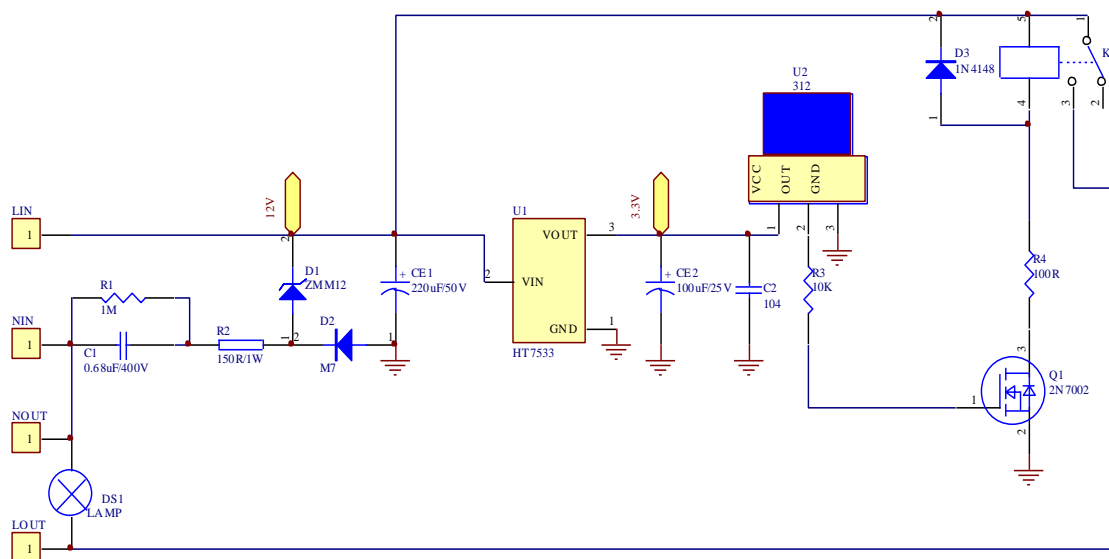 2
5
1
D3
1N4148
K
U2
312
4
3
2
1
VCC
OUT
GND
12V
3.3V
LIN
1
2
U1
VOUT
3
1
2
3
D1
ZMM12
CE1
220uF/50V
2
VIN
CE2
100uF/25V
C2
104
R3
10K
R4
100R
R1
1M
GND
1
NIN
1
R2
1
2
D2
1
HT7533
C1
0.68uF/400V
150R/1W
M7
3
Q1
2N7002
1
2
NOUT
1
DS1
LAMP
LOUT
1